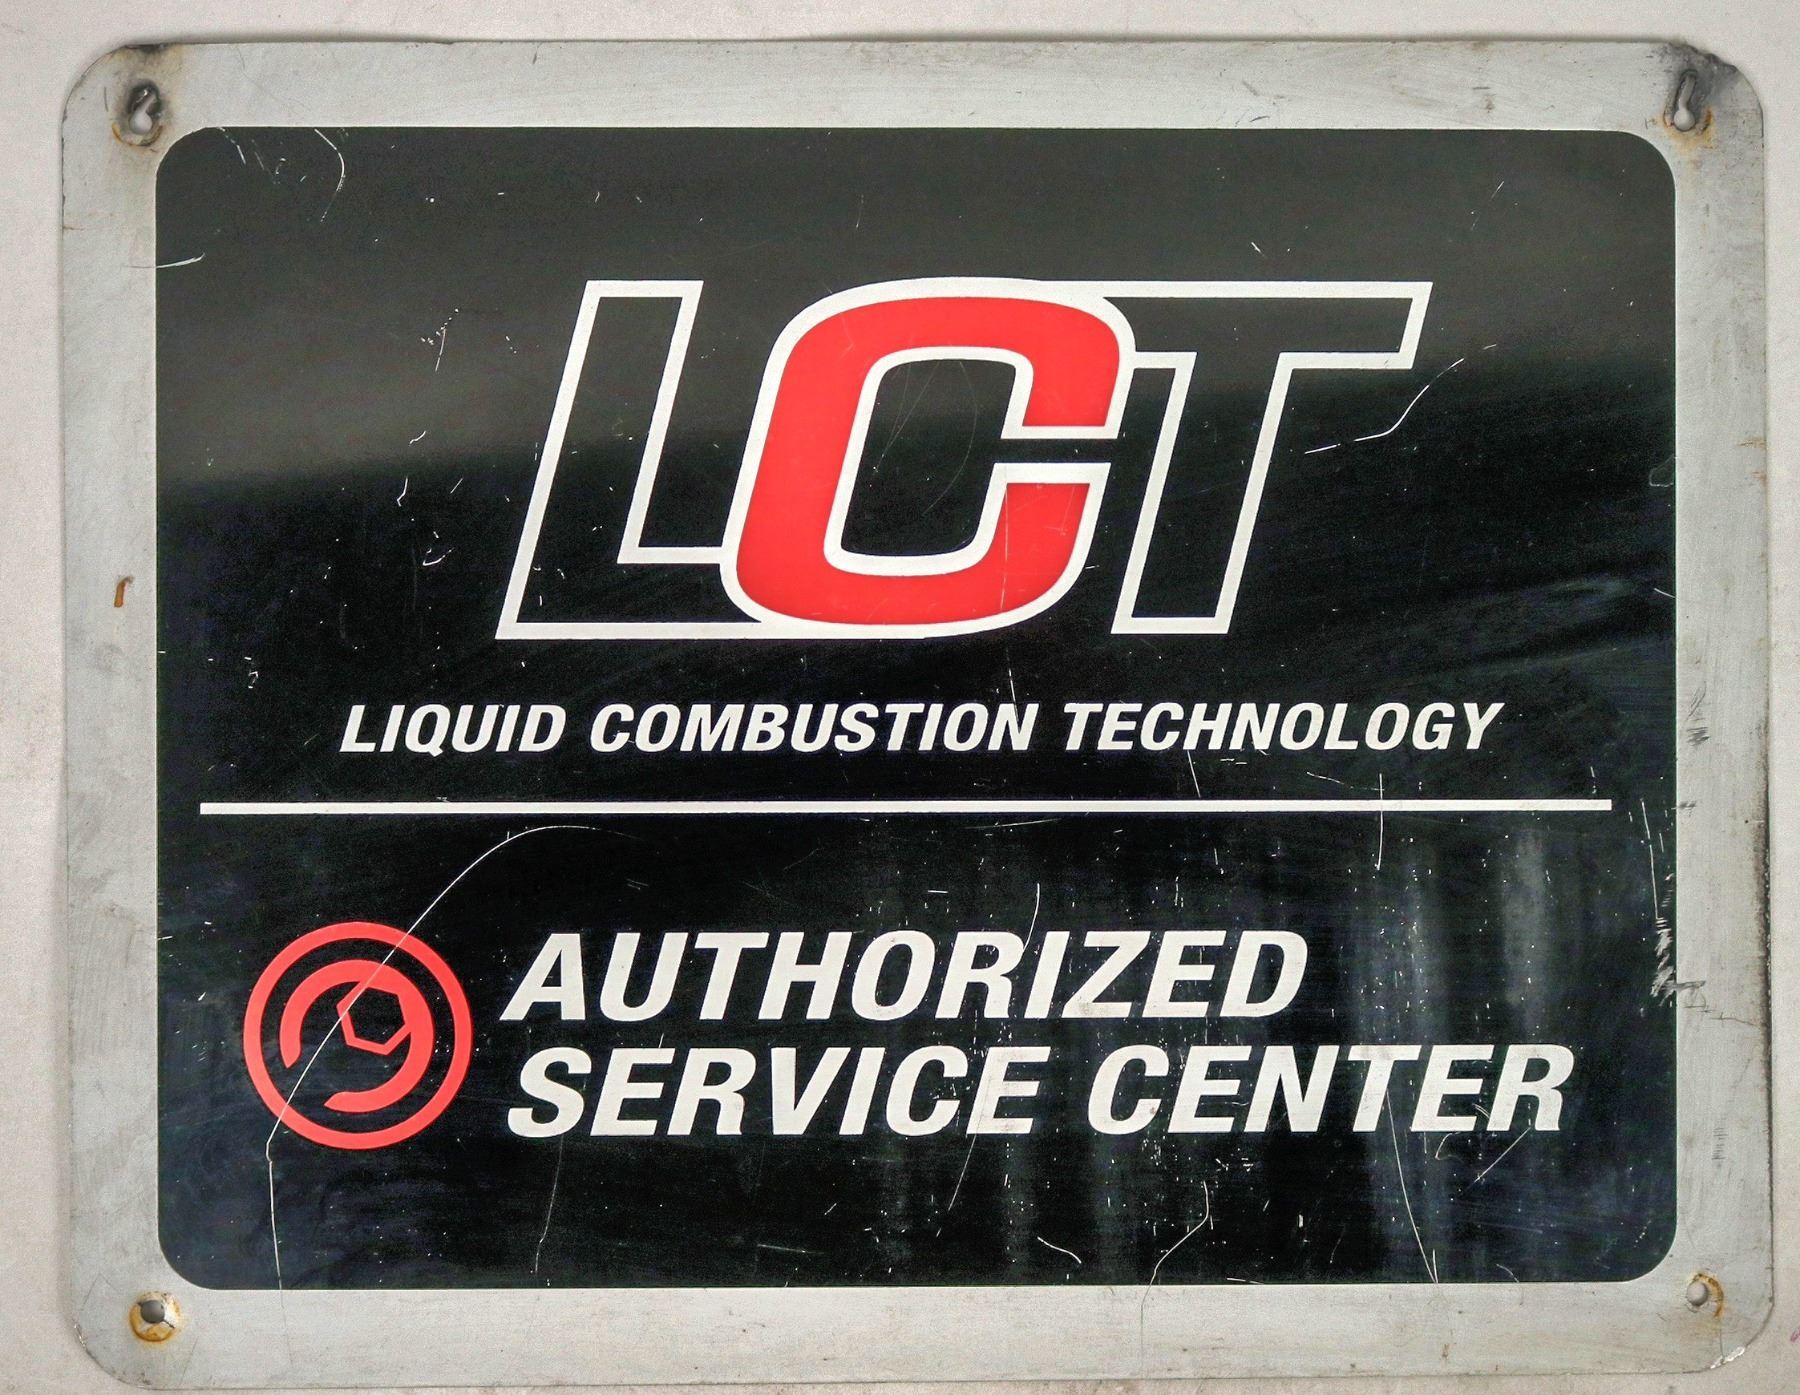 LCT
LIQUID COMBUSTION TECHNOLOGY
AUTHORIZED
SERVICE CENTER